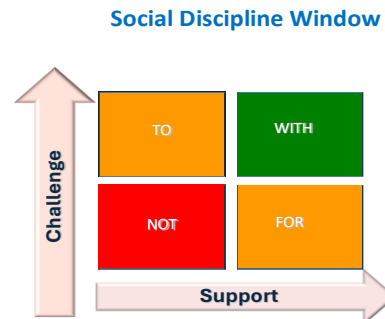 Social Discipline Window
Challenge
TO
WITH
NOT
FOR
Support